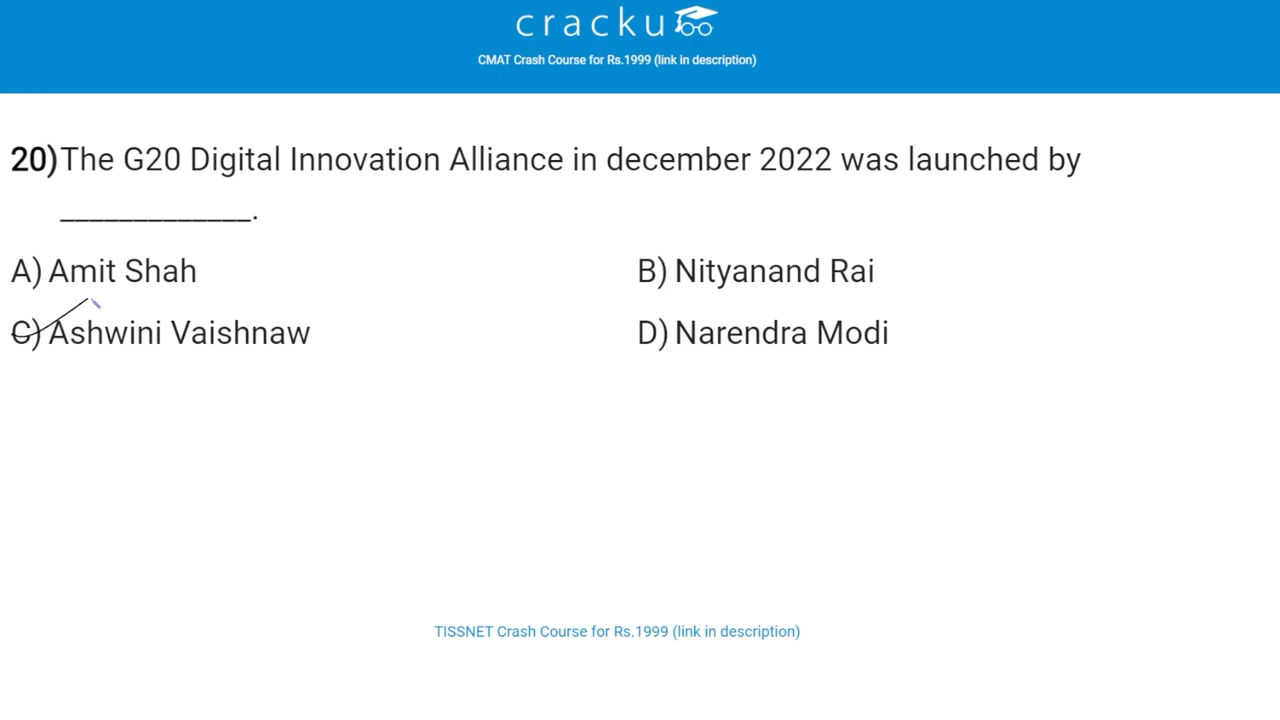 cracku
CMAT Crash Course for Rs.1999 (link in description)
20) The G20 Digital Innovation Alliance in december 2022 was launched by
_____________.
A) Amit Shah
B) Nityanand Rai
C) Ashwini Vaishnaw
D) Narendra Modi
TISSNET Crash Course for Rs.1999 (link in description)